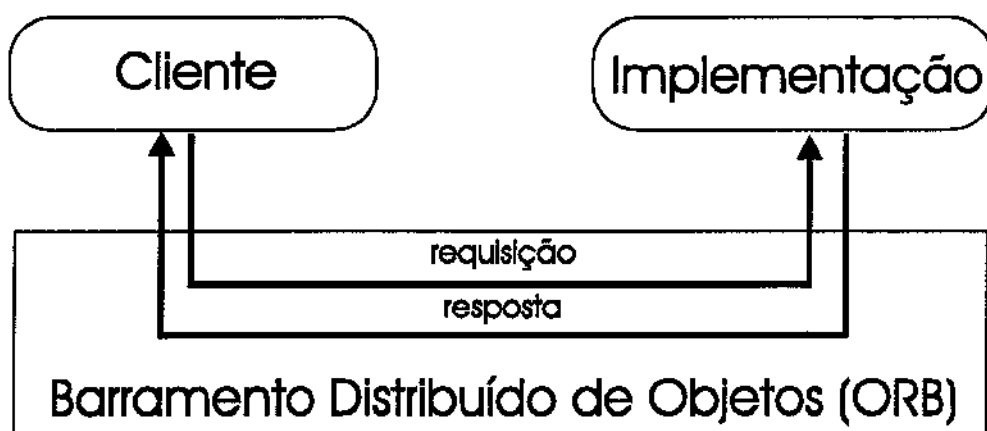 Cliente
Implementação
requisição
resposta
Barramento Distribuído de Objetos (ORB)